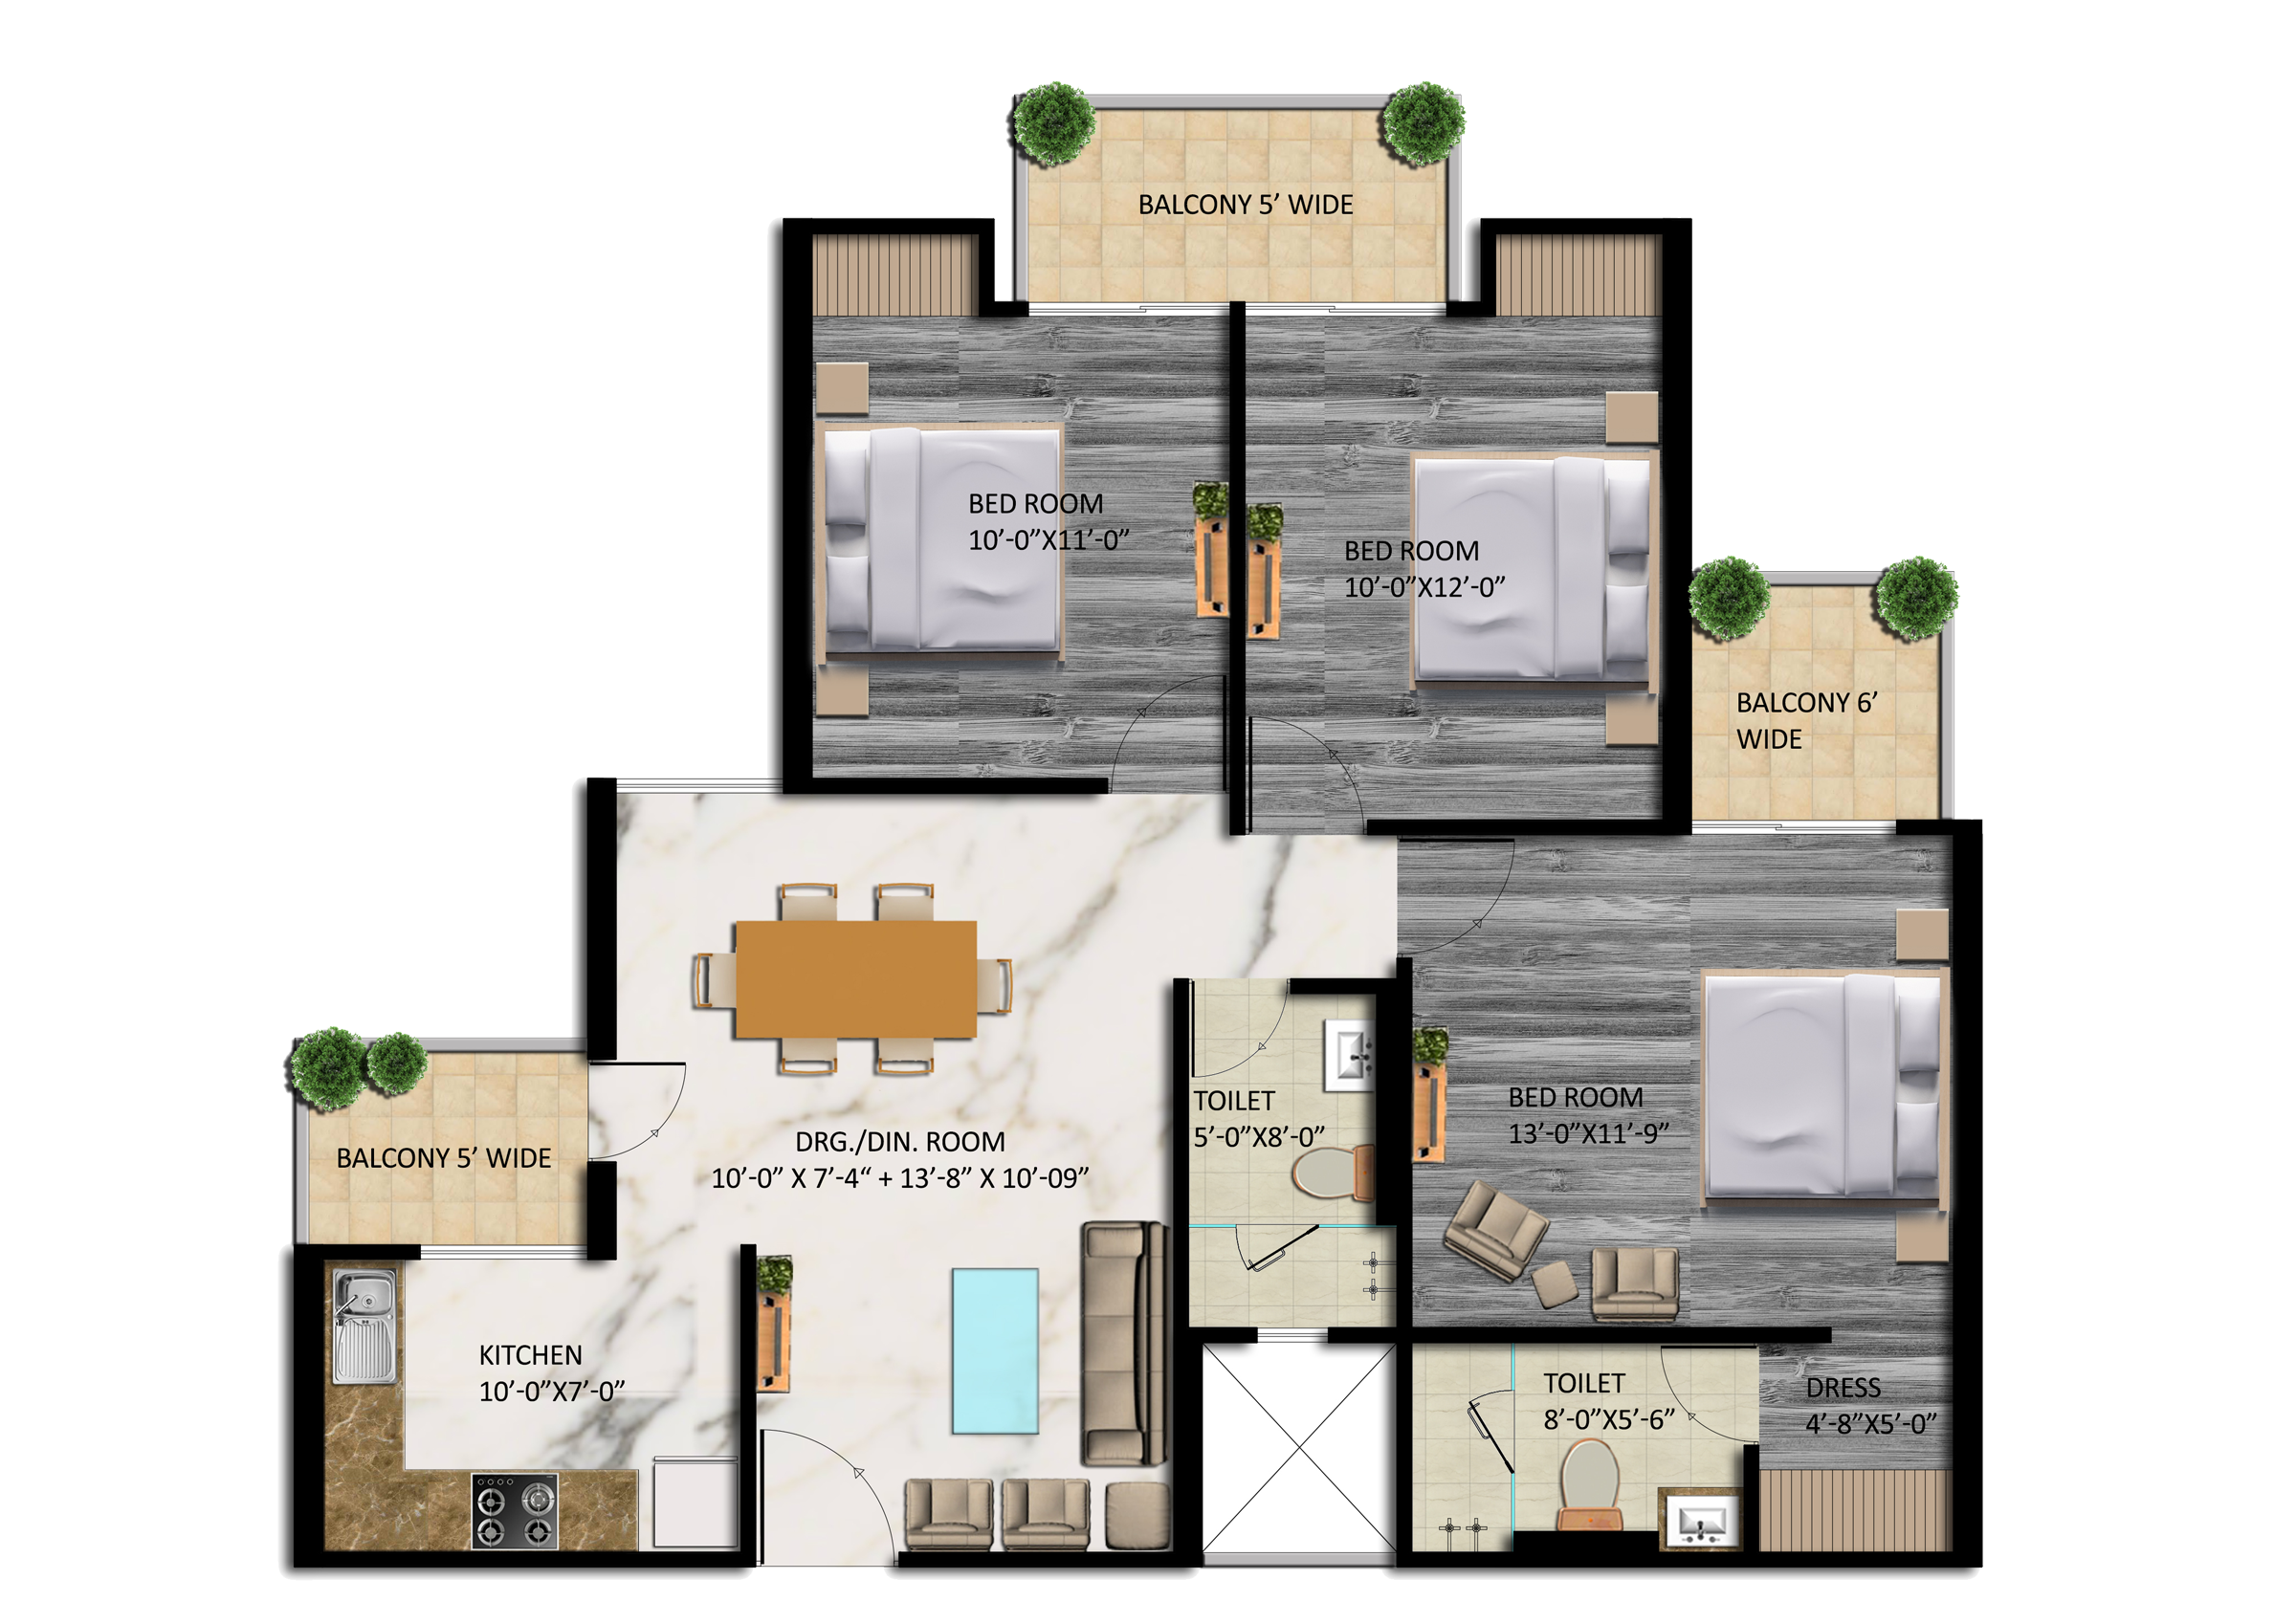 BALCONY 5’ WIDE
BED ROOM
10’-0”X11’-0”
BED ROOM
10’-0”X12’-0”
BALCONY 6’
WIDE
BALCONY 5’ WIDE
DRG./DIN. ROOM
10’-0” X 7’-4“ + 13’-8” X 10’-09”
TOILET
5’-0”X8’-0”
BED ROOM
13’-0”X11’-9”
KITCHEN
10’-0”X7’-0”
TOILET
8’-0”X5’-6”
DRESS
4’-8”X5’-0”